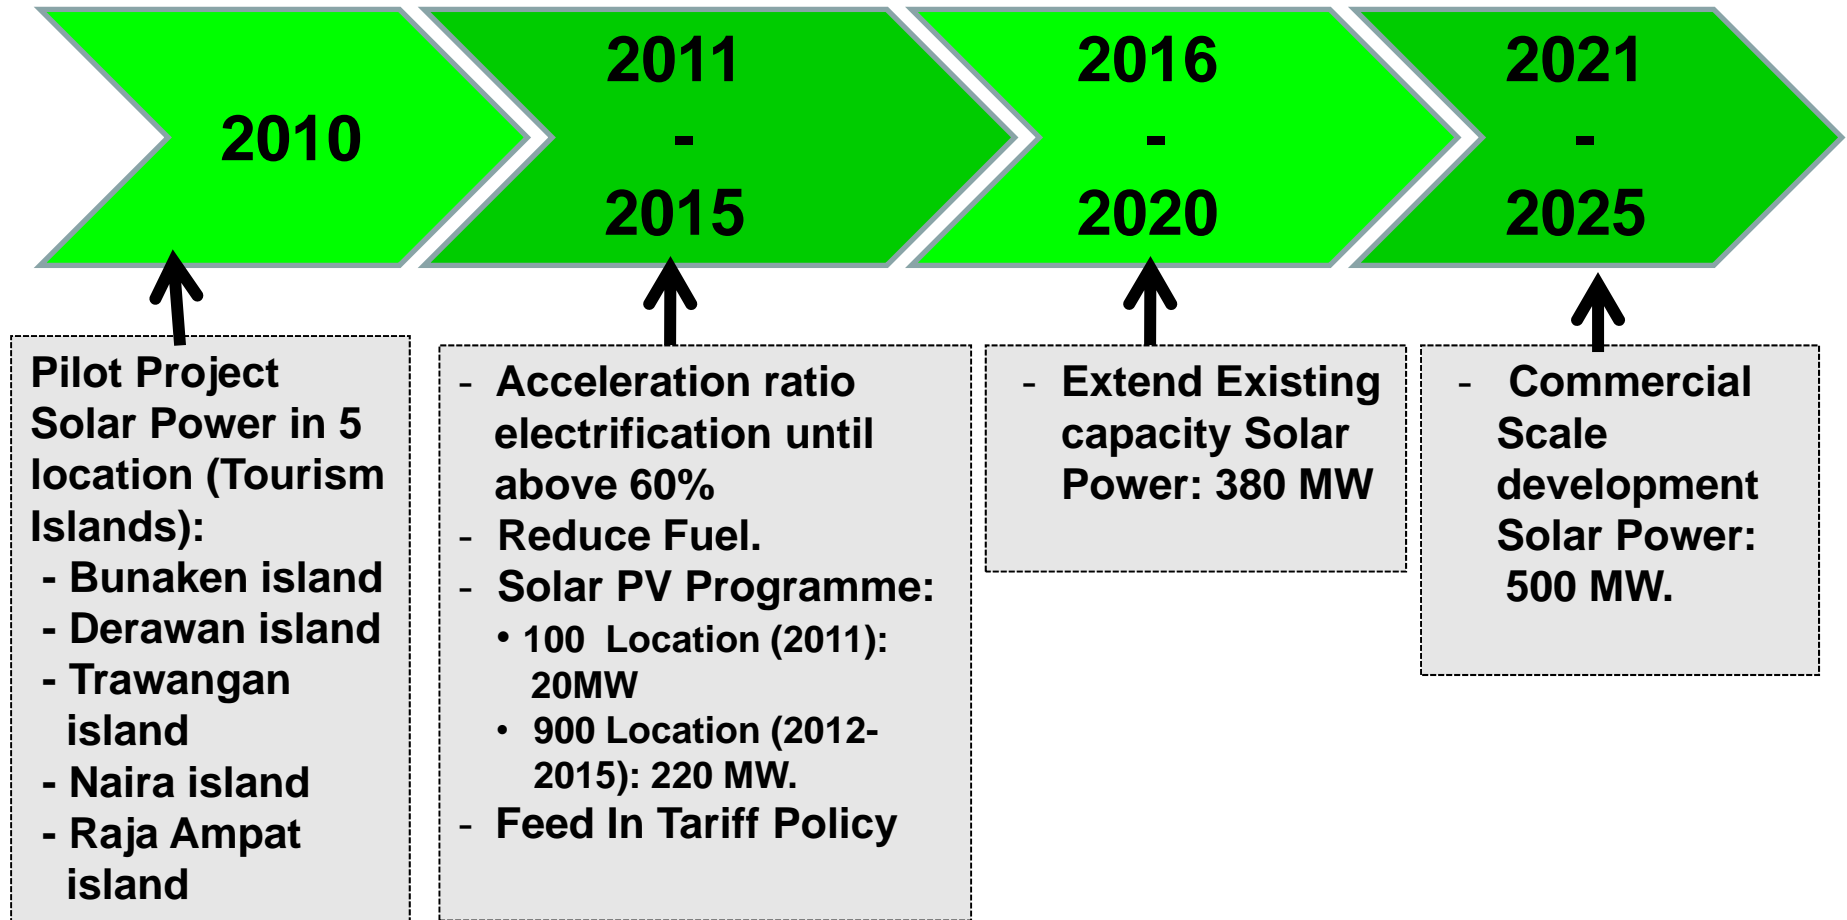 2010
2011
-
2015
2016
-
2020
2021
-
2025
Pilot Project
Solar Power in 5
location (Tourism
Islands):
- Bunaken island
- Derawan island
- Trawangan
island
- Naira island
- Raja Ampat
island
- Acceleration ratio
electrification until
above 60%
- Reduce Fuel.
- Solar PV Programme:
• 100 Location (2011):
20MW
• 900 Location (2012-
2015): 220 MW.
- Feed In Tariff Policy
- Extend Existing
capacity Solar
Power: 380 MW
- Commercial
Scale
development
Solar Power:
500 MW.